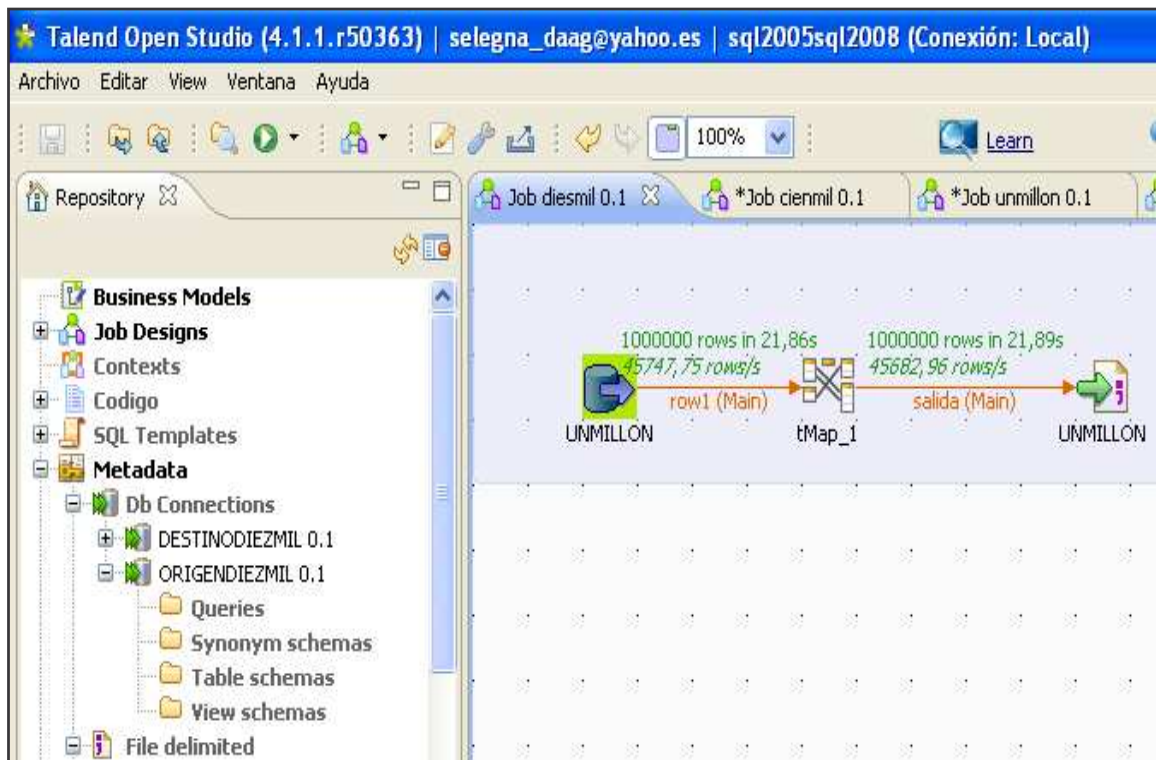 Talend Open Studio (4.1.1.r50363) | selegna_daag@yahoo.es | sql2005sql2008 (Conexión: Local)
Archivo Editar View Ventana Ayuda
100% Learn
Repository
Job diesmil 0.1 *Job cienmil 0.1 *Job unmillon 0.1
Business Models
Job Designs
Contexts
Codigo
SQL Templates
Metadata
Db Connections
DESTINODIEZMIL 0.1
ORIGENDIEZMIL 0.1
Queries
Synonym schemas
Table schemas
View schemas
File delimited
1000000 rows in 21,86s 1000000 rows in 21,89s
45747,75 rows/s 45682,96 rows/s
row1 (Main) salida (Main)
UNMILLON tMap_1 UNMILLON